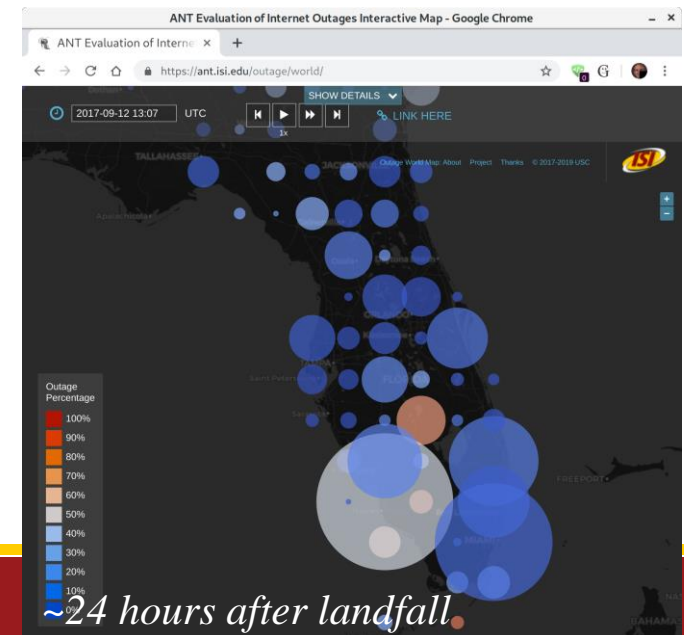 ANT Evaluation of Internet Outages Interactive Map - Google Chrome
ANT Evaluation of Interne
https://ant.isi.edu/outage/world/
SHOW DETAILS
2017-09-12 13:07 UTC
1x
LINK HERE
Outage World Map: About Project Thanks © 2017-2019 USC
ISI
TALLAHASSEE
+
-
Outage
Percentage
100%
90%
80%
70%
60%
50%
40%
30%
20%
10%
0%
FREEPORT
MIAMI
~24 hours after landfall